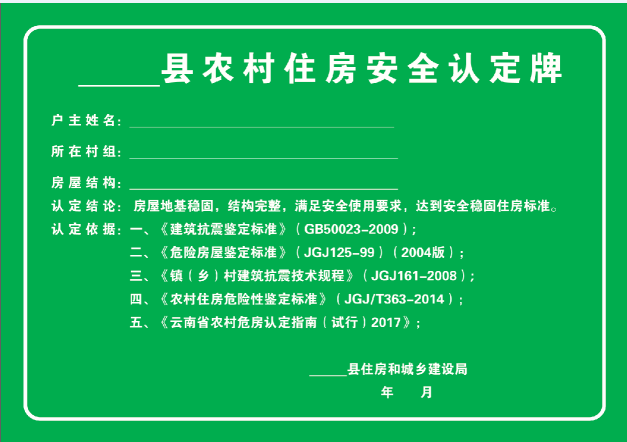 ______县农村住房安全认定牌
户主姓名：
所在村组：
房屋结构：
认定结论：房屋地基稳固，结构完整，满足安全使用要求，达到安全稳固住房标准。
认定依据：一、《建筑抗震鉴定标准》（GB50023-2009）；
二、《危险房屋鉴定标准》（JGJ125-99）（2004版）；
三、《镇（乡）村建筑抗震技术规程》（JGJ161-2008）；
四、《农村住房危险性鉴定标准》（JGJ/T363-2014）；
五、《云南省农村危房认定指南（试行）2017》；
______县住房和城乡建设局
年 月